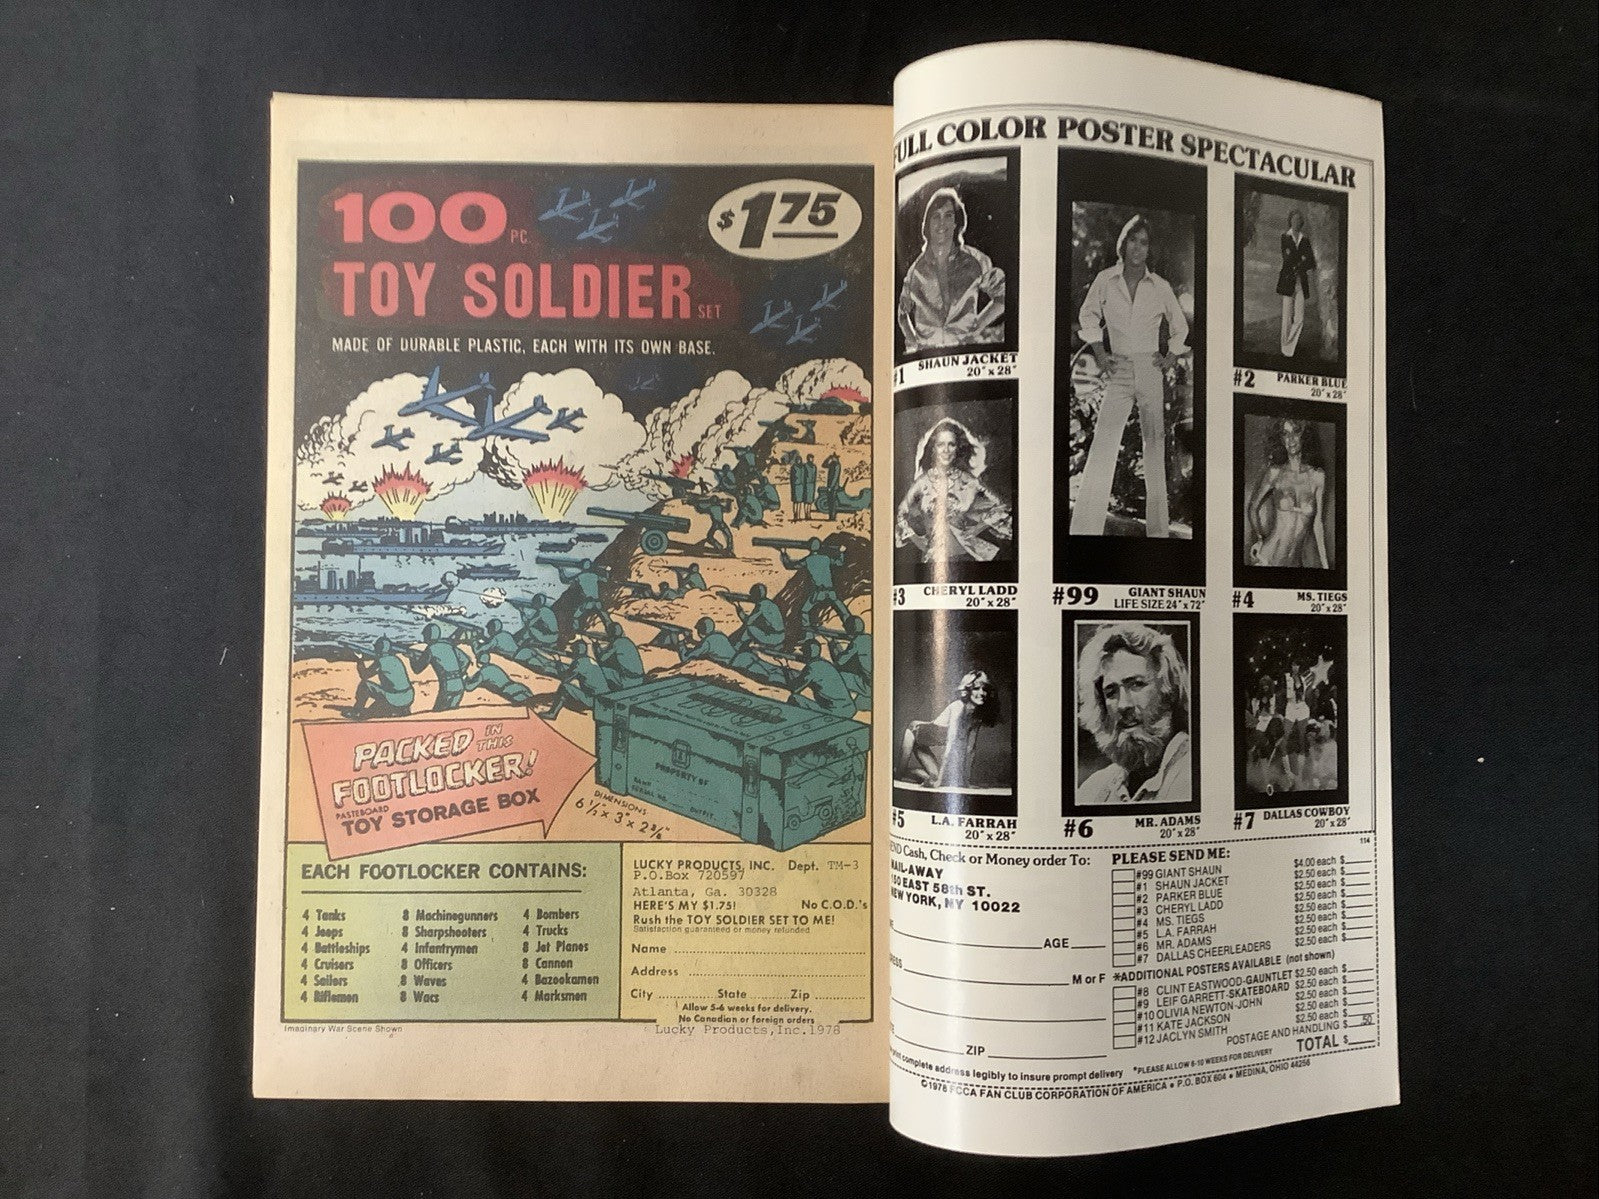 100 PC.
$1.75
TOY SOLDIER SET
MADE OF DURABLE PLASTIC, EACH WITH ITS OWN BASE.
PACKED IN THIS
FOOTLOCKER!
PASTEBOARD
TOY STORAGE BOX
DIMENSIONS
PROPERTY OF
EACH FOOTLOCKER CONTAINS:
4 Tanks
4 Jeeps
4 Battleships
4 Cruisers
4 Sailors
4 Riflemen
8 Machinegunners
8 Sharpshooters
4 Infantrymen
8 Officers
8 Waves
8 Wacs
4 Bombers
4 Trucks
8 Jet Planes
8 Cannon
4 Bazookamen
4 Marksmen
Imaginary War Scene Shown
LUCKY PRODUCTS, INC. Dept. TM-3
P.O.Box 720597
Atlanta, Ga. 30328
HERE'S MY $1.75! No C.O.D.'s
Rush the TOY SOLDIER SET TO ME!
Satisfaction guaranteed or money refunded
Name
Address
City State Zip
Allow 5-6 weeks for delivery.
No Canadian or foreign orders
Lucky Products,Inc.1978
FULL COLOR POSTER SPECTACULAR
#1 SHAUN JACKET
20" x 28"
#99 GIANT SHAUN
LIFE SIZE 24" x 72"
#2 PARKER BLUE
20" x 28"
#3 CHERYL LADD
20" x 28"
#4 MS. TIEGS
20" x 28"
#5 L.A. FARRAH
20" x 28"
#6 MR. ADAMS
20" x 28"
#7 DALLAS COWBOY
20" x 28"
114
END Cash, Check or Money order To:
AIL-AWAY
50 EAST 58th ST.
NEW YORK, NY 10022
AGE
M or F
ZIP
print complete address legibly to insure prompt delivery
PLEASE SEND ME:
#99 GIANT SHAUN $4.00 each $
#1 SHAUN JACKET $2.50 each $
#2 PARKER BLUE $2.50 each $
#3 CHERYL LADD $2.50 each $
#4 MS. TIEGS $2.50 each $
#5 L.A. FARRAH $2.50 each $
#6 MR. ADAMS $2.50 each $
#7 DALLAS CHEERLEADERS $2.50 each $
*ADDITIONAL POSTERS AVAILABLE (not shown)
#8 CLINT EASTWOOD-GAUNTLET $2.50 each $
#9 LEIF GARRETT-SKATEBOARD $2.50 each $
#10 OLIVIA NEWTON-JOHN $2.50 each $
#11 KATE JACKSON $2.50 each $
#12 JACLYN SMITH $2.50 each $
POSTAGE AND HANDLING $ .50
TOTAL $
*PLEASE ALLOW 6-10 WEEKS FOR DELIVERY
©1978 FCCA FAN CLUB CORPORATION OF AMERICA • P.O. BOX 604 • MEDINA, OHIO 44256